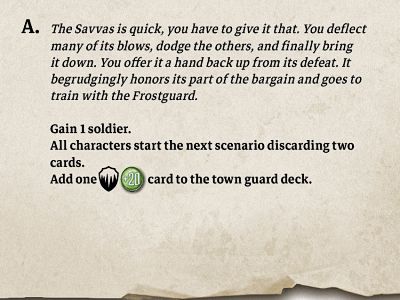 A. The Savvas is quick, you have to give it that. You deflect
many of its blows, dodge the others, and finally bring
it down. You offer it a hand back up from its defeat. It
begrudgingly honors its part of the bargain and goes to
train with the Frostguard.
Gain 1 soldier.
All characters start the next scenario discarding two
cards.
Add one +20 card to the town guard deck.